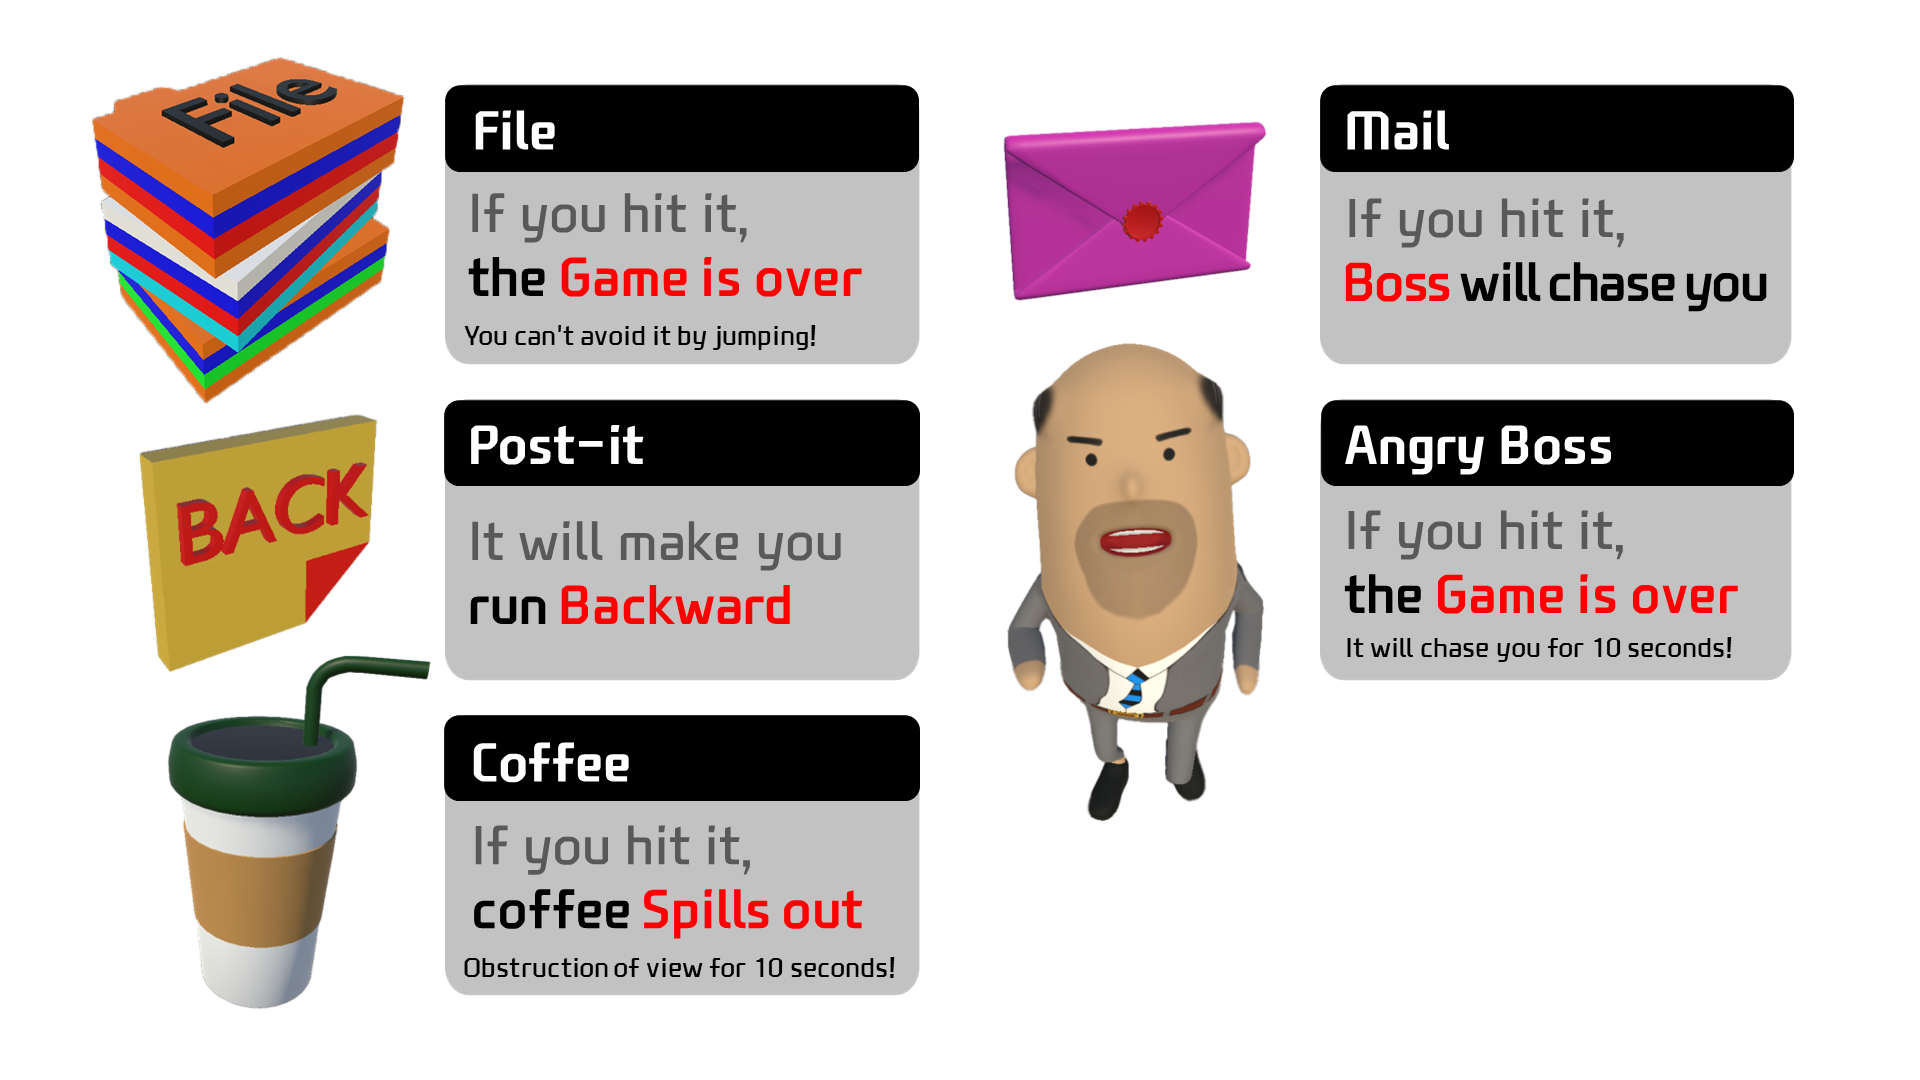 File
File
If you hit it,
the Game is over
You can't avoid it by jumping!
BACK
Post-it
It will make you
run Backward
Coffee
If you hit it,
coffee Spills out
Obstruction of view for 10 seconds!
Mail
If you hit it,
Boss will chase you
Angry Boss
If you hit it,
the Game is over
It will chase you for 10 seconds!